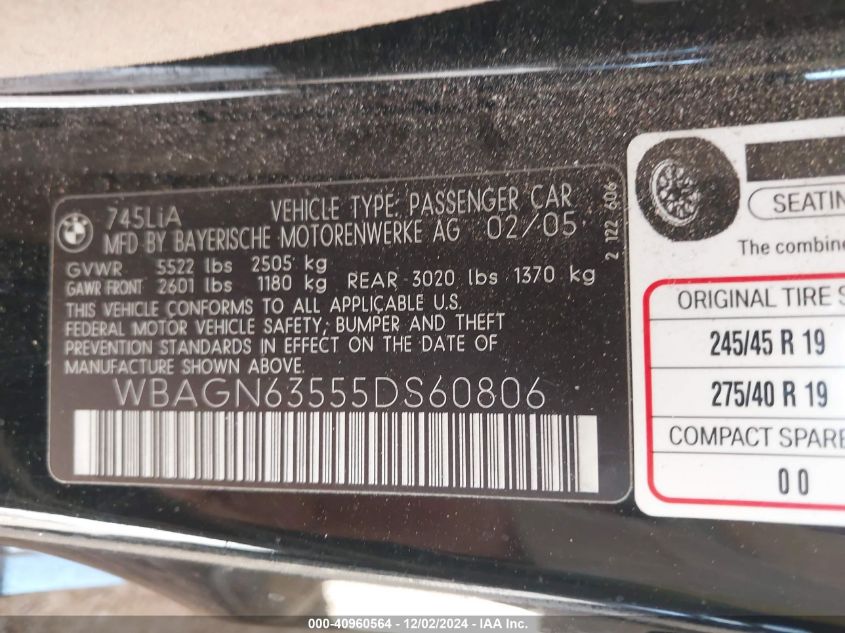 BMW
745LiA VEHICLE TYPE: PASSENGER CAR
MFD BY BAYERISCHE MOTORENWERKE AG 02/05
GVWR 5522 lbs 2505 kg
GAWR FRONT 2601 lbs 1180 kg REAR 3020 lbs 1370 kg
THIS VEHICLE CONFORMS TO ALL APPLICABLE U.S.
FEDERAL MOTOR VEHICLE SAFETY, BUMPER AND THEFT
PREVENTION STANDARDS IN EFFECT ON THE DATE OF
MANUFACTURE SHOWN ABOVE.
WBAGN63555DS60806
2 122 606
SEATIN
The combine
ORIGINAL TIRE S
245/45 R 19
275/40 R 19
COMPACT SPARE
0 0
000-40960564 - 12/02/2024 - © IAA, Inc.